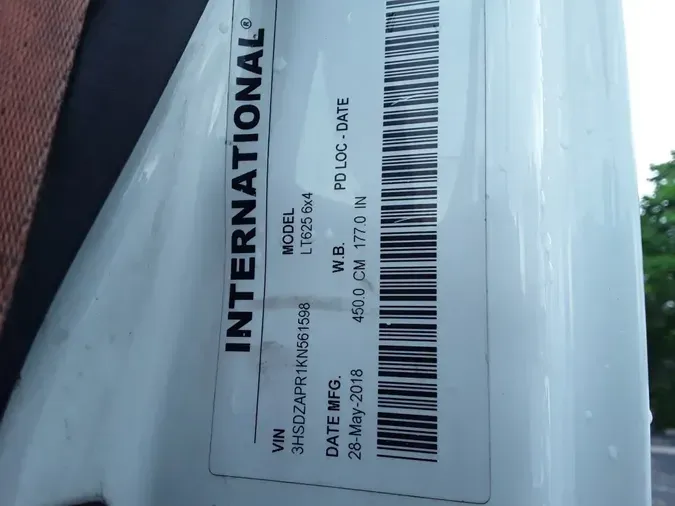 INTERNATIONAL®
VIN MODEL
3HSDZAPR1KN561598 LT625 6x4
DATE MFG. W.B. PD LOC - DATE
28-May-2018 450.0 CM 177.0 IN